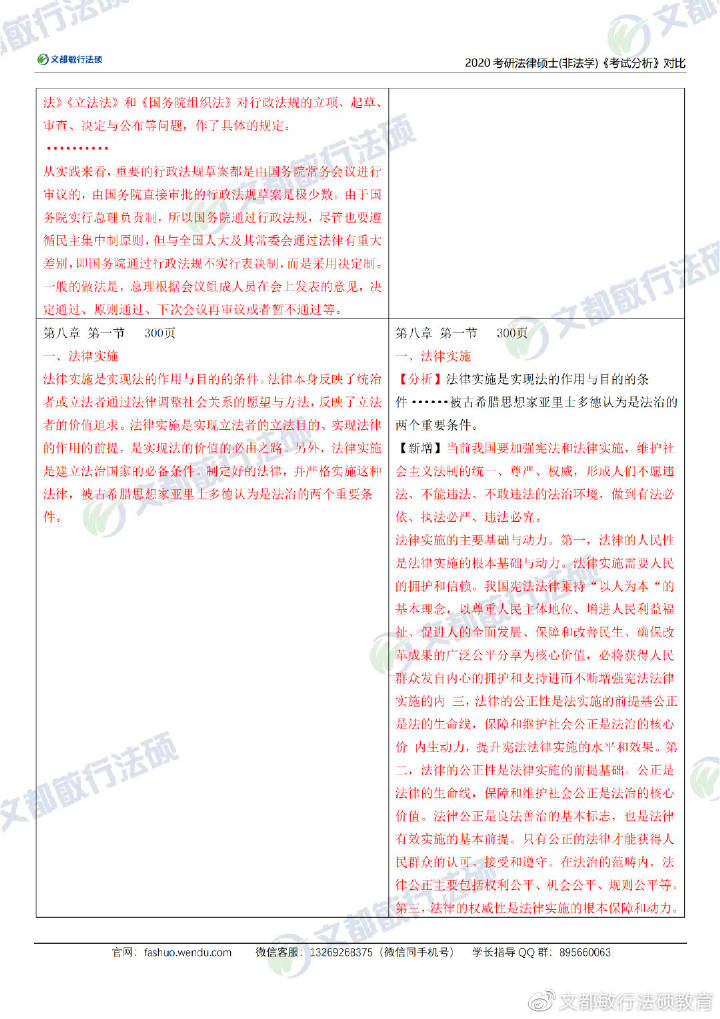 文都敏行法硕
2020 考研法律硕士(非法学)《考试分析》对比
法》《立法法》和《国务院组织法》对行政法规的立项、起草、
审查、决定与公布等问题，作了具体的规定。
··········
从实践来看，重要的行政法规草案都是由国务院常务会议进行
审议的，由国务院直接审批的行政法规草案是极少数。由于国
务院实行总理负责制，所以国务院通过行政法规，尽管也要遵
循民主集中制原则，但与全国人大及其常委会通过法律有重大
差别，即国务院通过行政法规不实行表决制，而是采用决定制。
一般的做法是，总理根据会议组成人员在会上发表的意见，决
定通过、原则通过、下次会议再审议或者暂不通过等。
第八章 第一节 300页
一、法律实施
法律实施是实现法的作用与目的的条件。法律本身反映了统治
者或立法者通过法律调整社会关系的愿望与方法，反映了立法
者的价值追求。法律实施是实现立法者的立法目的、实现法律
的作用的前提，是实现法的价值的必由之路。另外，法律实施
是建立法治国家的必备条件。制定好的法律，并严格实施这种
法律，被古希腊思想家亚里士多德认为是法治的两个重要条
件。
第八章 第一节 300页
一、法律实施
【分析】法律实施是实现法的作用与目的的条
件······被古希腊思想家亚里士多德认为是法治的
两个重要条件。
【新增】当前我国要加强宪法和法律实施，维护社
会主义法制的统一、尊严、权威，形成人们不愿违
法、不能违法、不敢违法的法治环境，做到有法必
依、执法必严、违法必究。
法律实施的主要基础与动力。第一，法律的人民性
是法律实施的根本基础与动力。法律实施需要人民
的拥护和信赖。我国宪法法律秉持“以人为本“的
基本理念，以尊重人民主体地位、增进人民利益福
祉、促进人的全面发展、保障和改善民生、确保改
革成果的广泛公平分享为核心价值，必将获得人民
群众发自内心的拥护和支持进而不断增强宪法法律
实施的内 三，法律的公正性是法实施的前提基公正
是法的生命线，保障和继护社会公正是法治的核心
价 内生动力，提升宪法法律实施的水平和效果。第
二，法律的公正性是法律实施的前提基础。公正是
法律的生命线，保障和维护社会公正是法治的核心
价值。法律公正是良法善治的基本标志，也是法律
有效实施的基本前提。只有公正的法律才能获得人
民群众的认可、接受和遵守。在法治的范畴内，法
律公正主要包括权利公平、机会公平、规则公平等。
第三，法律的权威性是法律实施的根本保障和动力。
官网：fashuo.wendu.com 微信客服：13269268375（微信同手机号） 学长指导 QQ 群：895660063
@文都敏行法硕教育